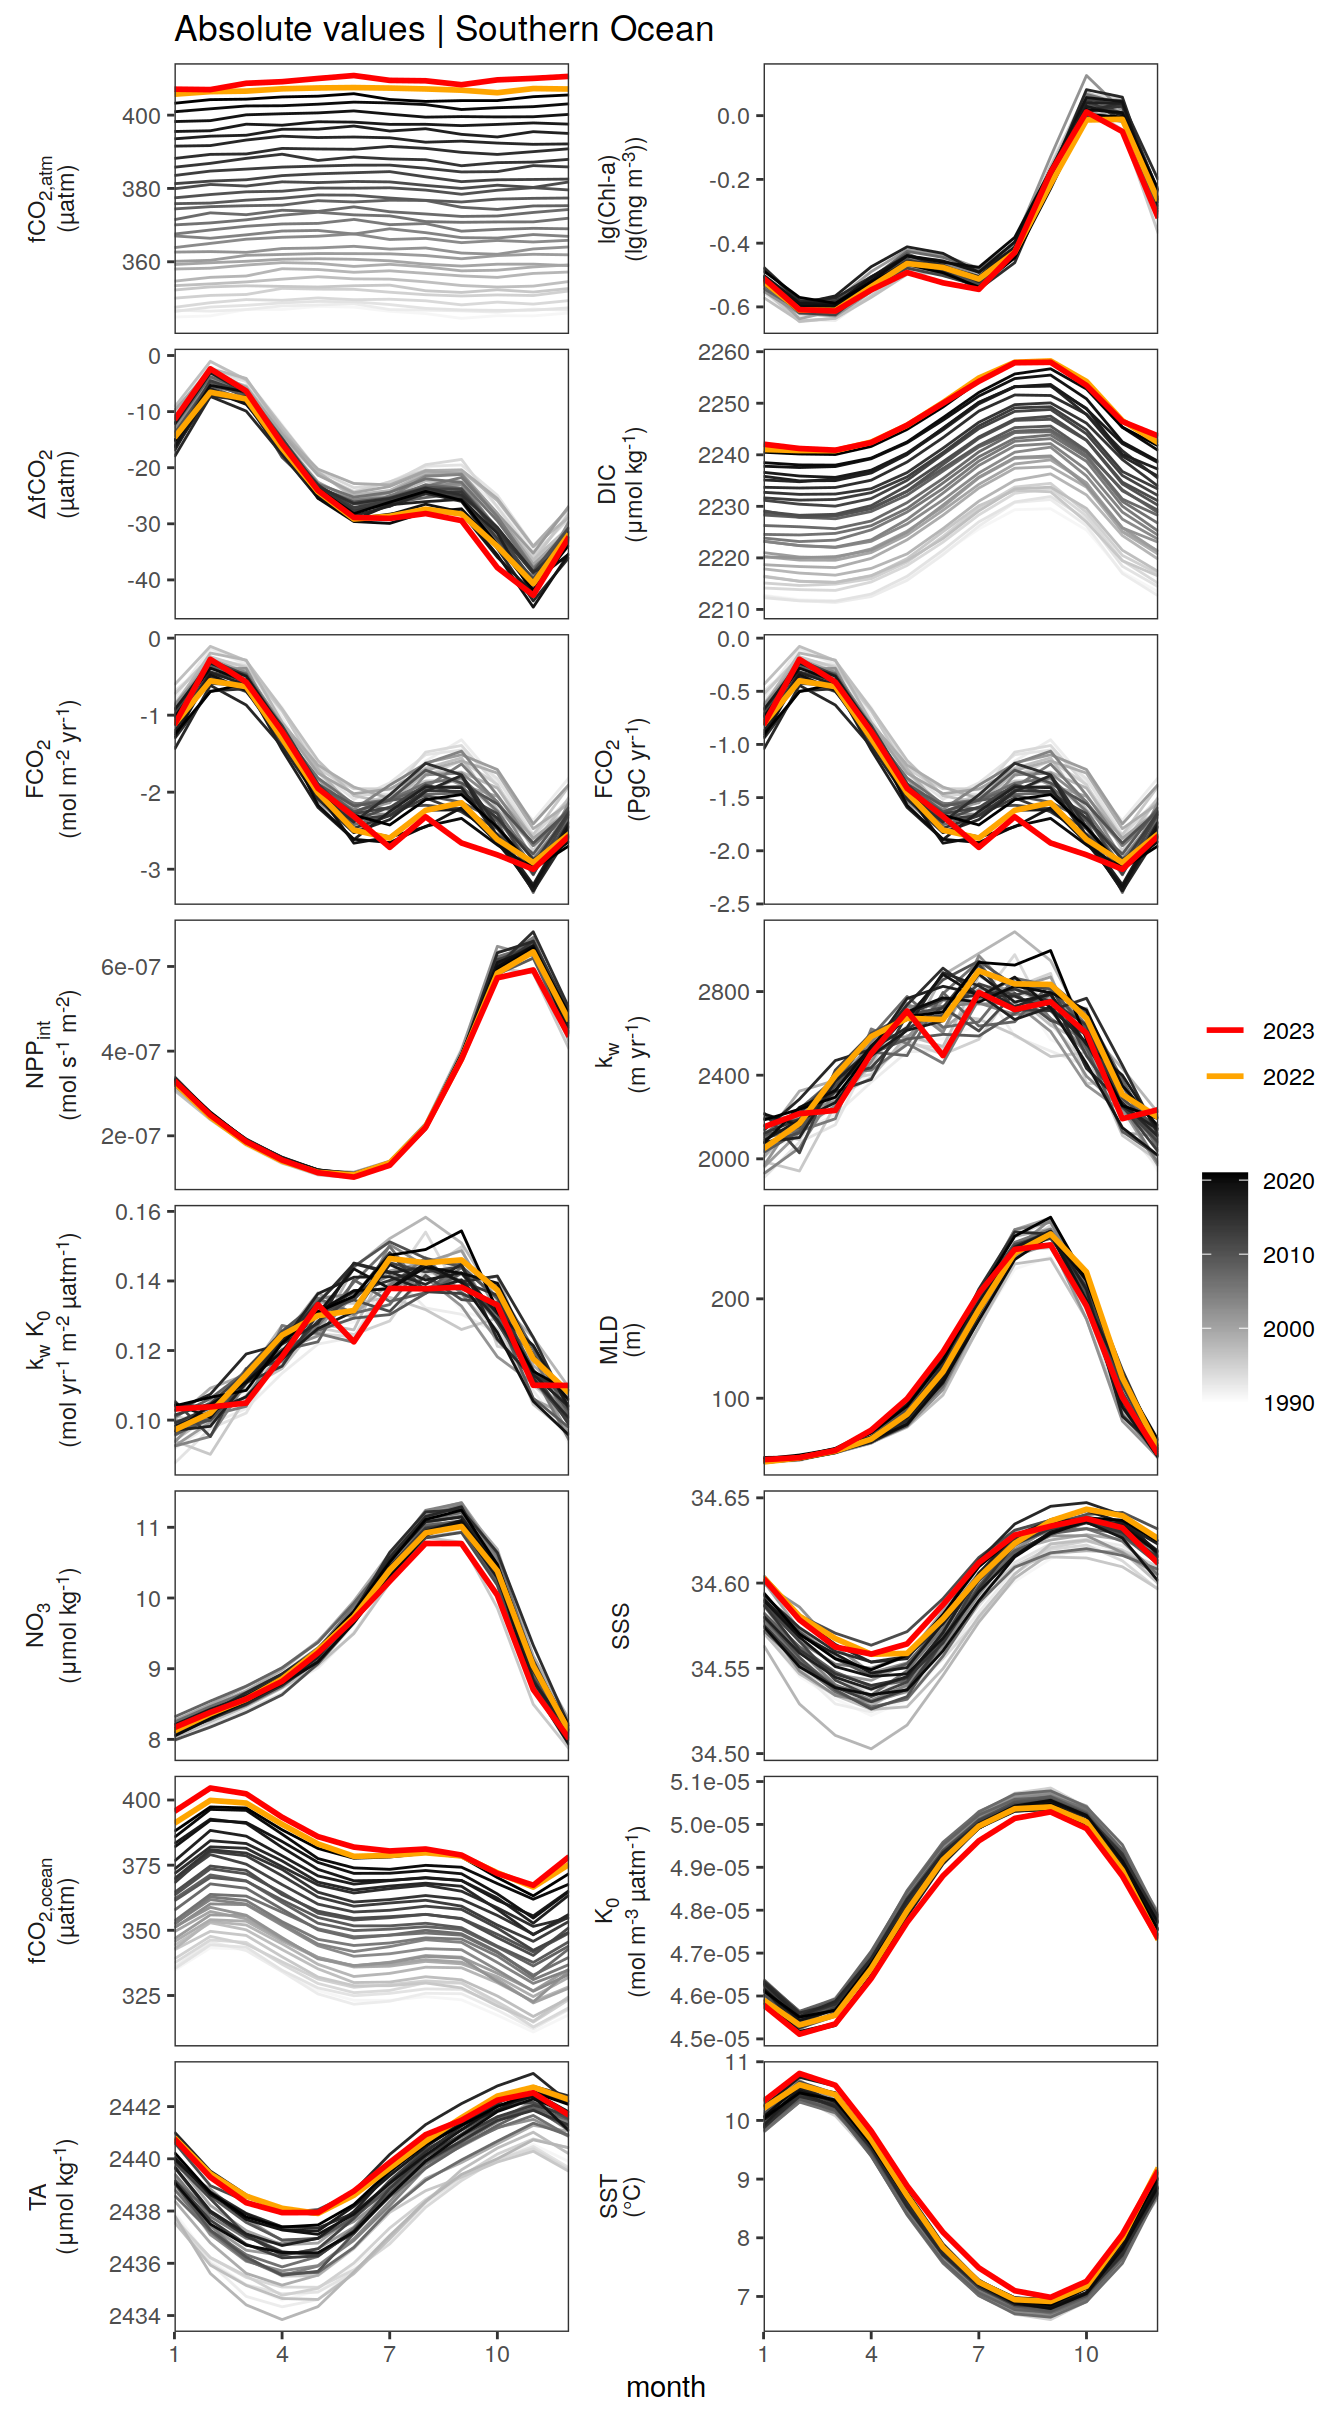 Absolute values | Southern Ocean
fCO2,atm
(µatm)
400
380
360
lg(Chl-a)
(lg(mg m-3))
0.0
-0.2
-0.4
-0.6
ΔfCO2
(µatm)
0
-10
-20
-30
-40
DIC
(µmol kg-1)
2260
2250
2240
2230
2220
2210
FCO2
(mol m-2 yr-1)
0
-1
-2
-3
FCO2
(PgC yr-1)
0.0
-0.5
-1.0
-1.5
-2.0
-2.5
NPPint
(mol s-1 m-2)
6e-07
4e-07
2e-07
kw
(m yr-1)
2800
2400
2000
2023
2022
2020
2010
2000
1990
kw K0
(mol yr-1 m-2 µatm-1)
0.16
0.14
0.12
0.10
MLD
(m)
200
100
NO3
(µmol kg-1)
11
10
9
8
SSS
34.65
34.60
34.55
34.50
fCO2,ocean
(µatm)
400
375
350
325
K0
(mol m-3 µatm-1)
5.1e-05
5.0e-05
4.9e-05
4.8e-05
4.7e-05
4.6e-05
4.5e-05
TA
(µmol kg-1)
2442
2440
2438
2436
2434
SST
(°C)
11
10
9
8
7
1 4 7 10
1 4 7 10
month